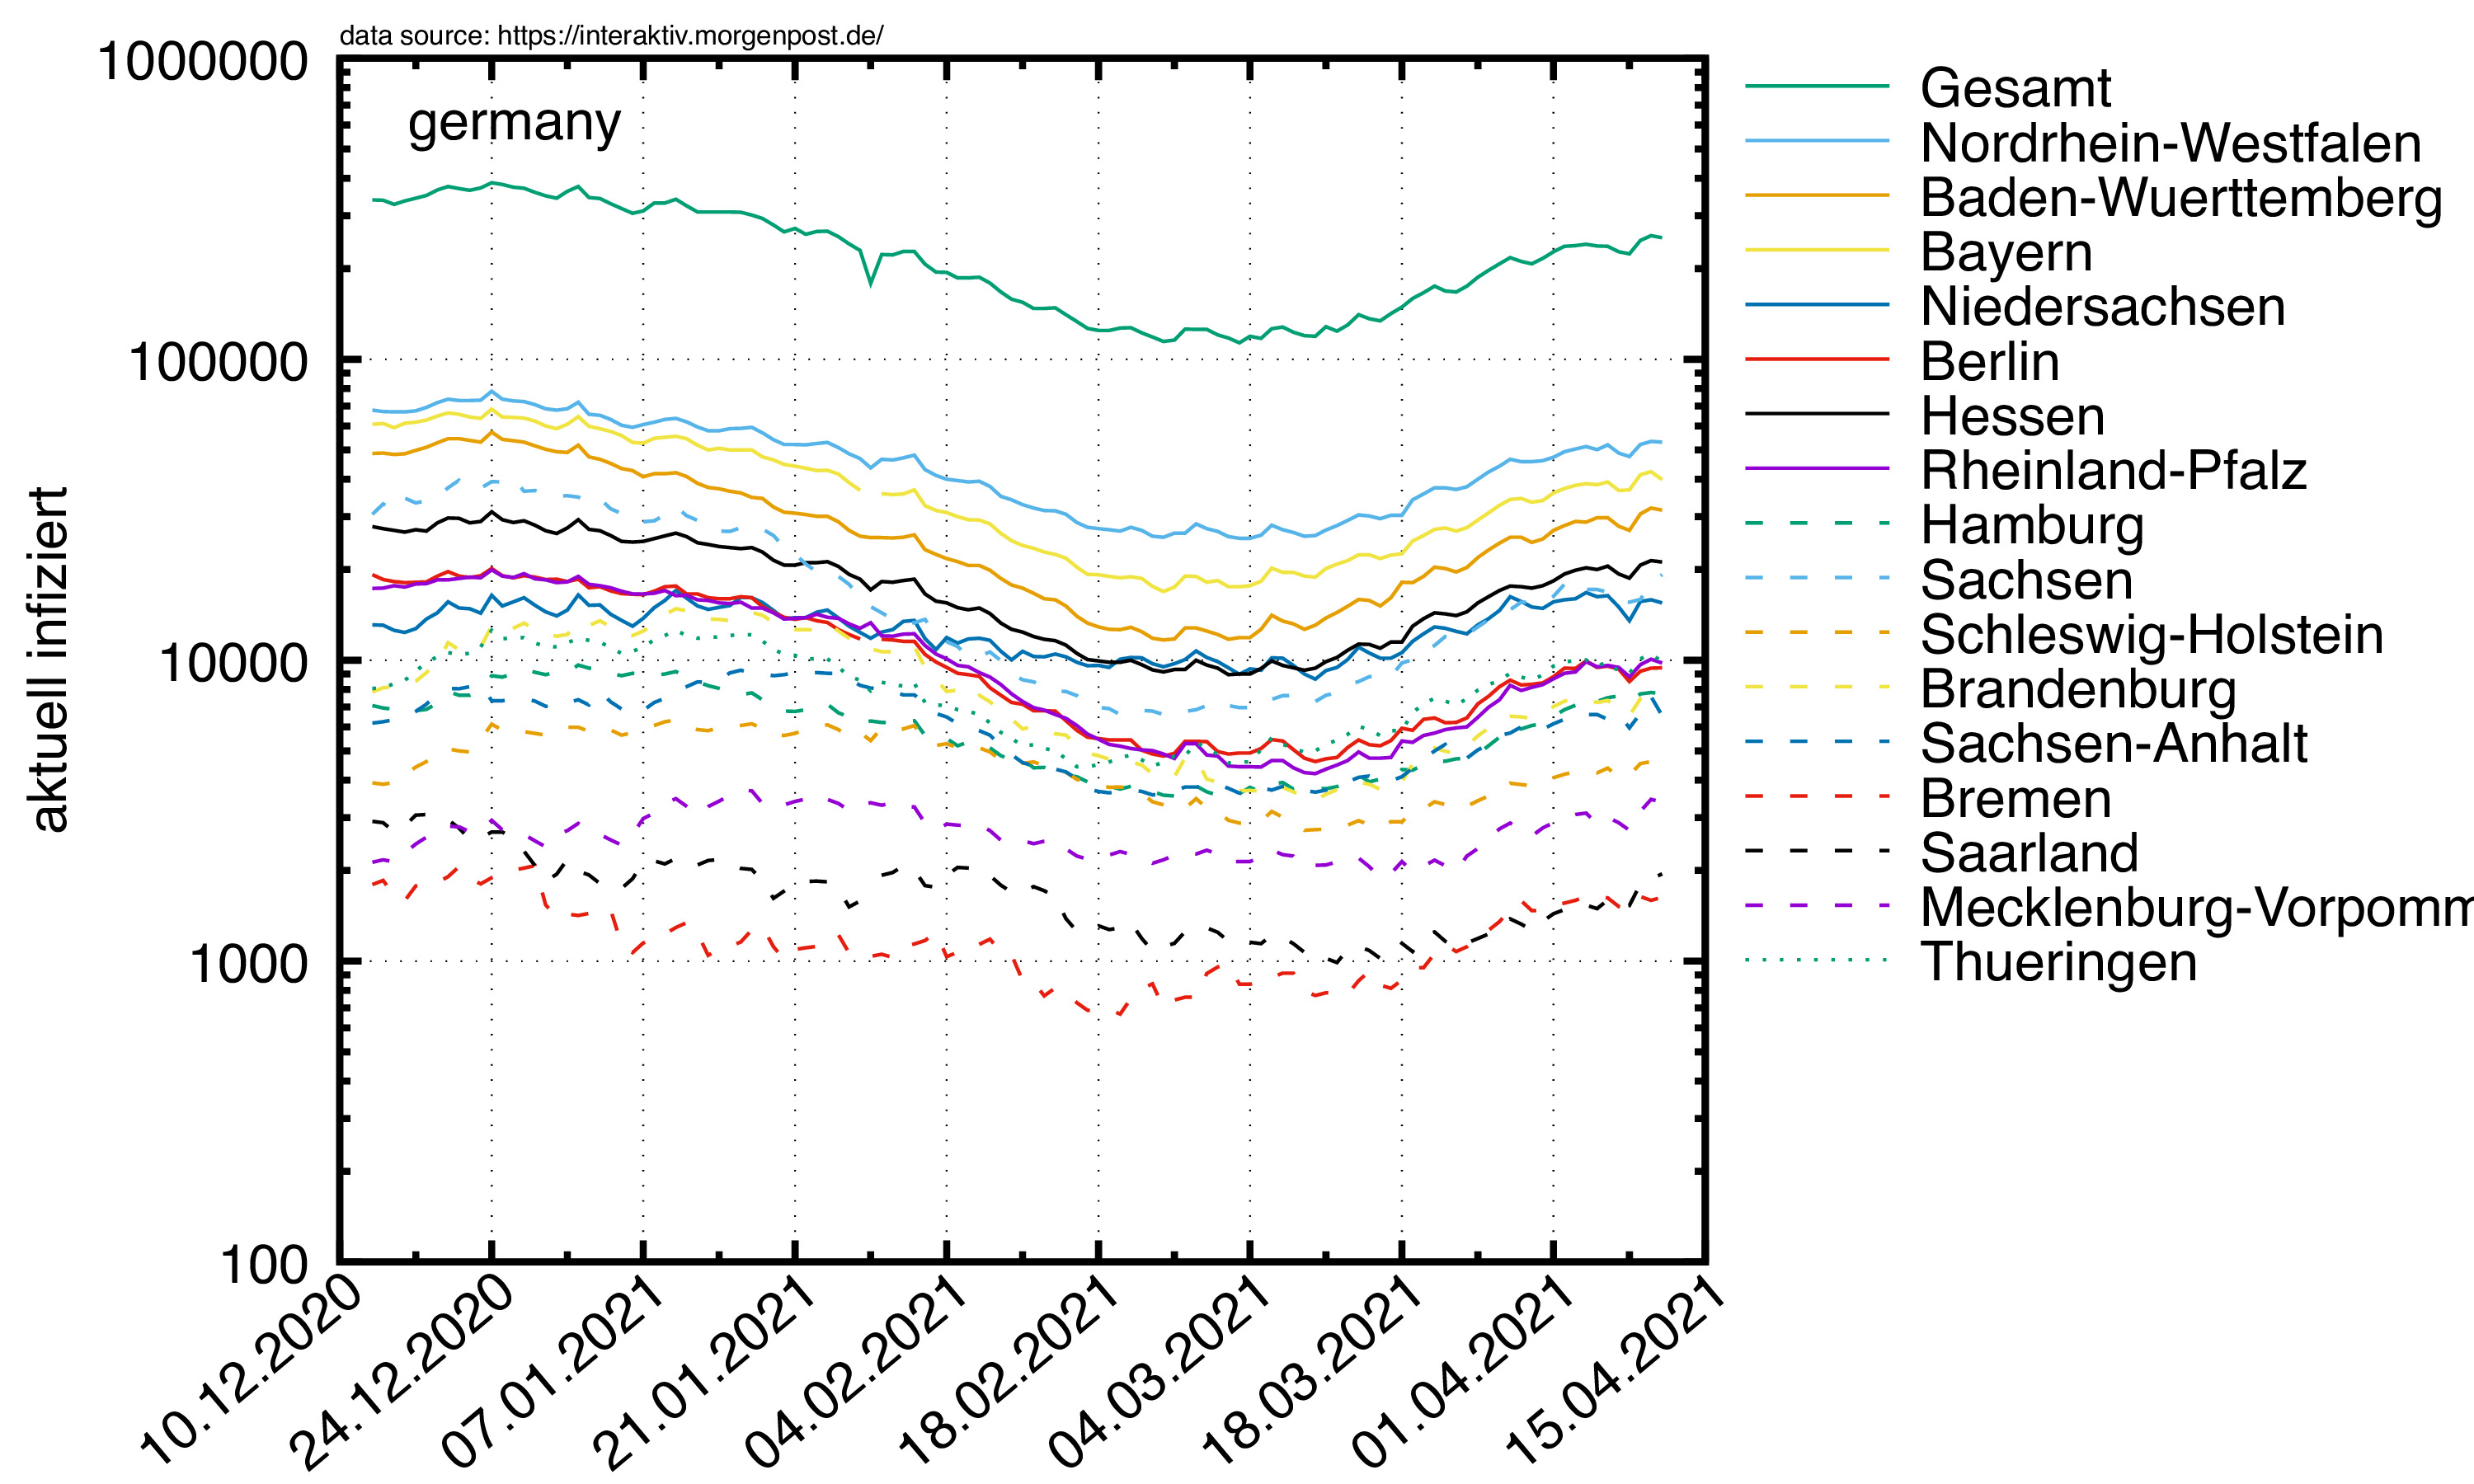 data source: https://interaktiv.morgenpost.de/
germany
aktuell infiziert
1000000
100000
10000
1000
100
10.12.2020
24.12.2020
07.01.2021
21.01.2021
04.02.2021
18.02.2021
04.03.2021
18.03.2021
01.04.2021
15.04.2021
Gesamt
Nordrhein-Westfalen
Baden-Wuerttemberg
Bayern
Niedersachsen
Berlin
Hessen
Rheinland-Pfalz
Hamburg
Sachsen
Schleswig-Holstein
Brandenburg
Sachsen-Anhalt
Bremen
Saarland
Mecklenburg-Vorpomm
Thueringen